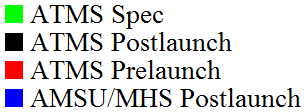 ATMS Spec
ATMS Postlaunch
ATMS Prelaunch
AMSU/MHS Postlaunch